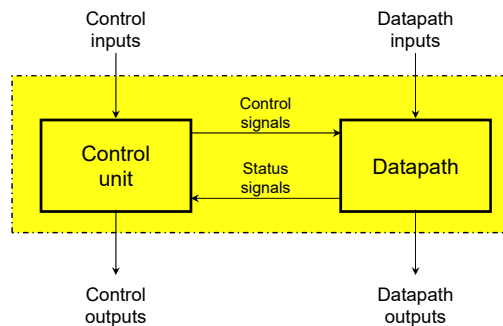 Control
inputs
Datapath
inputs
Control
signals
Control
unit
Datapath
Status
signals
Control
outputs
Datapath
outputs